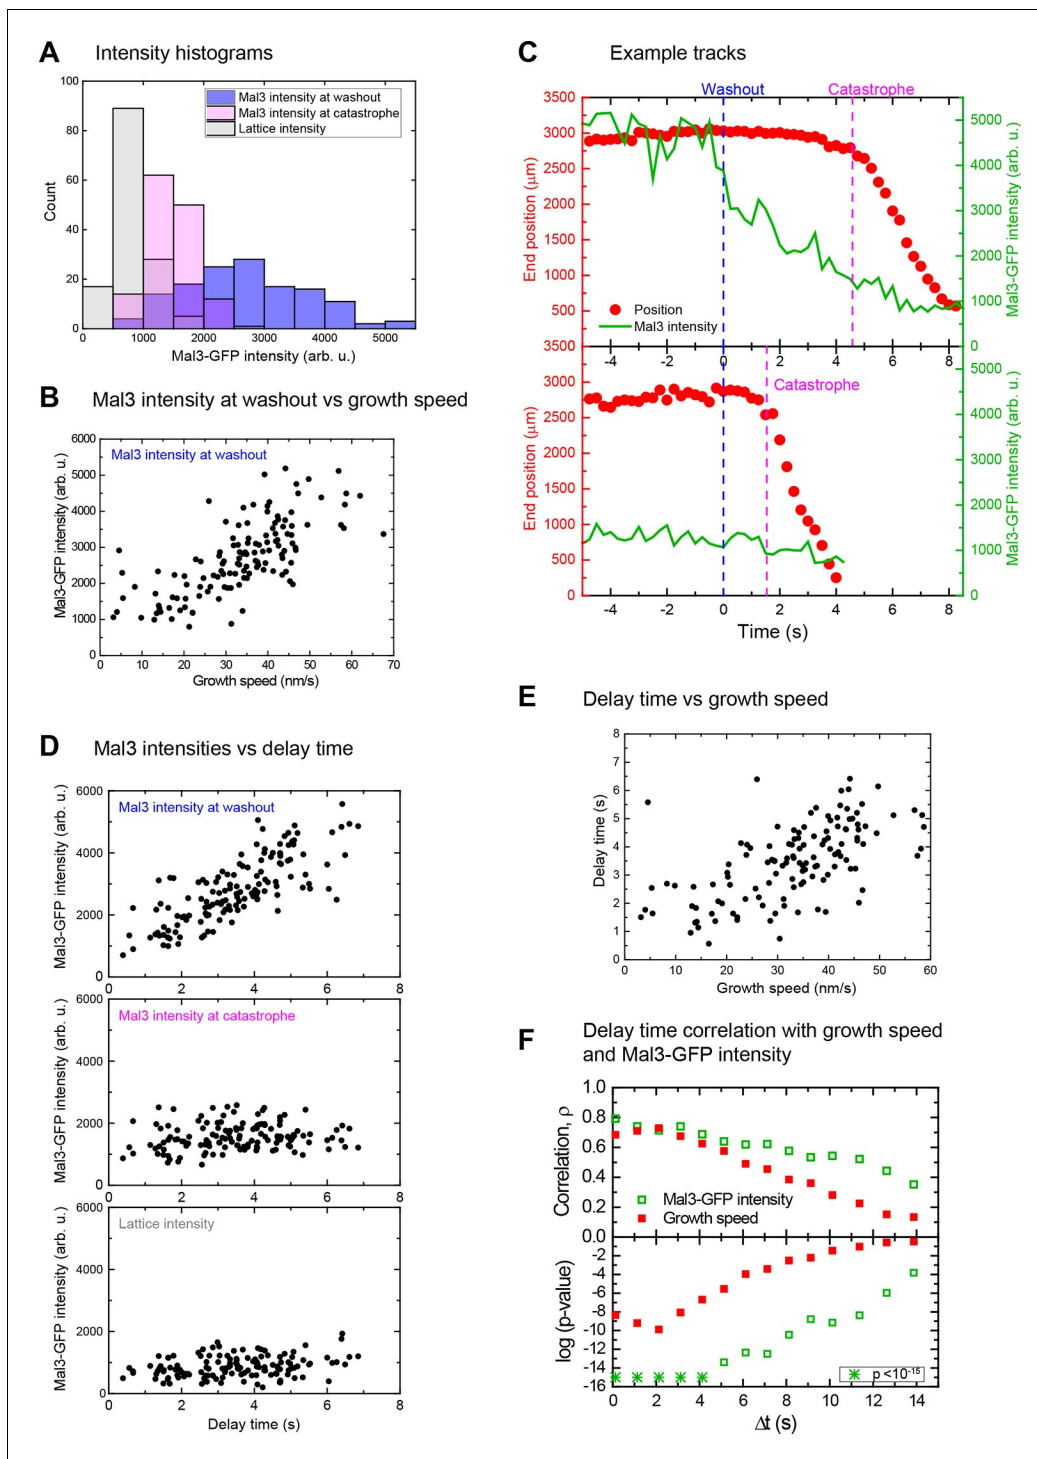 A Intensity histograms
100
80
60
40
20
0
Count
Mal3 intensity at washout
Mal3 intensity at catastrophe
Lattice intensity
0 1000 2000 3000 4000 5000
Mal3-GFP intensity (arb. u.)
B Mal3 intensity at washout vs growth speed
6000
5000
4000
3000
2000
1000
0
Mal3-GFP intensity (arb. u.)
Mal3 intensity at washout
0 10 20 30 40 50 60 70
Growth speed (nm/s)
C Example tracks
Washout Catastrophe
3500
3000
2500
2000
1500
1000
500
End position (µm)
5000
4000
3000
2000
1000
0
Mal3-GFP intensity (arb. u.)
Position
Mal3 intensity
-4 -2 0 2 4 6 8
3500
3000
2500
2000
1500
1000
500
0
End position (µm)
Catastrophe
5000
4000
3000
2000
1000
0
Mal3-GFP intensity (arb. u.)
-4 -2 0 2 4 6 8
Time (s)
D Mal3 intensities vs delay time
6000
4000
2000
0
Mal3-GFP intensity (arb. u.)
Mal3 intensity at washout
0 2 4 6 8
6000
4000
2000
0
Mal3-GFP intensity (arb. u.)
Mal3 intensity at catastrophe
0 2 4 6 8
6000
4000
2000
0
Mal3-GFP intensity (arb. u.)
Lattice intensity
0 2 4 6 8
Delay time (s)
E Delay time vs growth speed
8
7
6
5
4
3
2
1
0
Delay time (s)
0 10 20 30 40 50 60
Growth speed (nm/s)
F Delay time correlation with growth speed
and Mal3-GFP intensity
1.0
0.8
0.6
0.4
0.2
0.0
Correlation, ρ
Mal3-GFP intensity
Growth speed
-2
-4
-6
-8
-10
-12
-14
-16
log (p-value)
p <10⁻¹⁵
0 2 4 6 8 10 12 14
Δt (s)